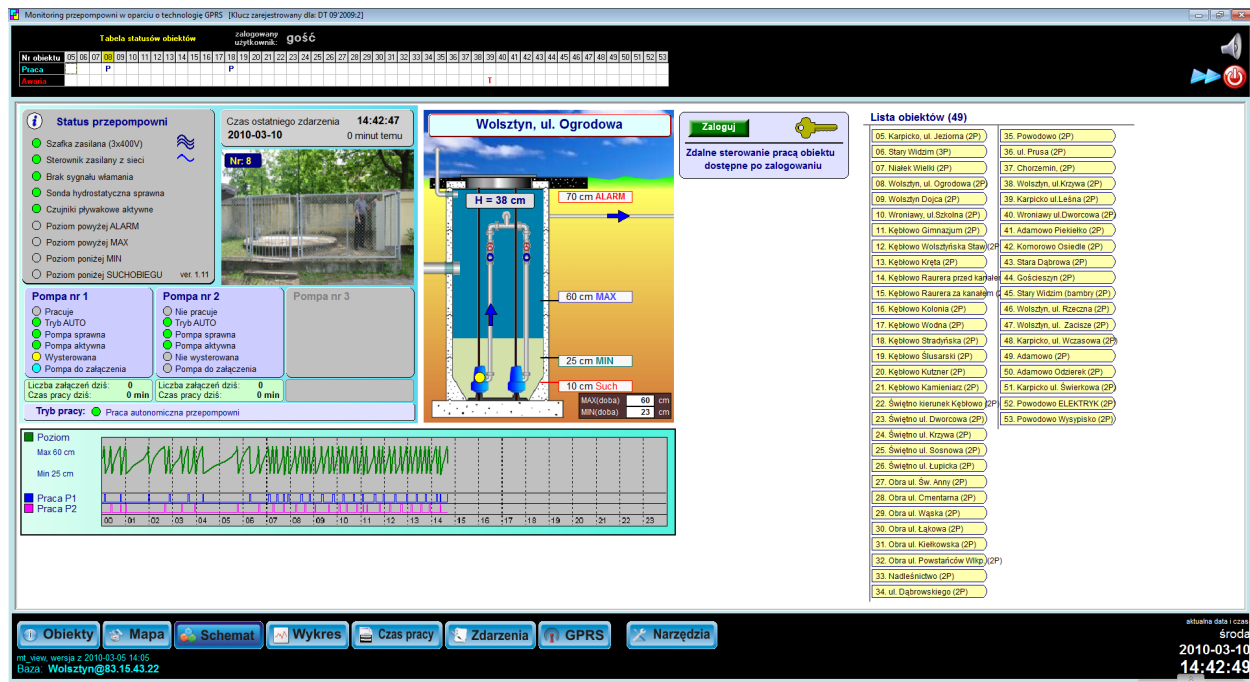 Monitoring przepompowni w oparciu o technologię GPRS [Klucz zarejestrowany dla: DT 09'2009:2]
Tabela statusów obiektów
zalogowany użytkownik: gość
Nr obiektu 05 06 07 08 09 10 11 12 13 14 15 16 17 18 19 20 21 22 23 24 25 26 27 28 29 30 31 32 33 34 35 36 37 38 39 40 41 42 43 44 45 46 47 48 49 50 51 52 53
Praca P P
Awaria T
Status przepompowni
Szafka zasilana (3x400V)
Sterownik zasilany z sieci
Brak sygnału włamania
Sonda hydrostatyczna sprawna
Czujniki pływakowe aktywne
Poziom powyżej ALARM
Poziom powyżej MAX
Poziom poniżej MIN
Poziom poniżej SUCHOBIEGU ver. 1.11
Czas ostatniego zdarzenia 14:42:47
2010-03-10 0 minut temu
Nr: 8
Pompa nr 1
Pracuje
Tryb AUTO
Pompa sprawna
Pompa aktywna
Wysterowana
Pompa do załączenia
Liczba załączeń dziś: 0
Czas pracy dziś: 0 min
Pompa nr 2
Nie pracuje
Tryb AUTO
Pompa sprawna
Pompa aktywna
Nie wysterowana
Pompa do załączenia
Liczba załączeń dziś: 0
Czas pracy dziś: 0 min
Pompa nr 3
Tryb pracy: Praca autonomiczna przepompowni
Wolsztyn, ul. Ogrodowa
H = 38 cm
70 cm ALARM
60 cm MAX
25 cm MIN
10 cm Such
MAX(doba) 60 cm
MIN(doba) 23 cm
Zaloguj
Zdalne sterowanie pracą obiektu
dostępne po zalogowaniu
Poziom
Max 60 cm
Min 25 cm
Praca P1
Praca P2
00 01 02 03 04 05 06 07 08 09 10 11 12 13 14 15 16 17 18 19 20 21 22 23
Lista obiektów (49)
05. Karpicko, ul. Jeziorna (2P)
06. Stary Widzim (3P)
07. Niałek Wielki (2P)
08. Wolsztyn, ul. Ogrodowa (2P)
09. Wolsztyn Dojca (2P)
10. Wroniawy, ul.Szkolna (2P)
11. Kębłowo Gimnazjum (2P)
12. Kębłowo Wolsztyńska Staw (2P
13. Kębłowo Kręta (2P)
14. Kębłowo Raurera przed kanałem
15. Kębłowo Raurera za kanałem (2
16. Kębłowo Kolonia (2P)
17. Kębłowo Wodna (2P)
18. Kębłowo Stradyńska (2P)
19. Kębłowo Ślusarski (2P)
20. Kębłowo Kutzner (2P)
21. Kębłowo Kamieniarz (2P)
22. Świętno kierunek Kębłowo (2P)
23. Świętno ul. Dworcowa (2P)
24. Świętno ul. Krzywa (2P)
25. Świętno ul. Sosnowa (2P)
26. Świętno ul. Łupicka (2P)
27. Obra ul. Św. Anny (2P)
28. Obra ul. Cmentarna (2P)
29. Obra ul. Wąska (2P)
30. Obra ul. Łąkowa (2P)
31. Obra ul. Kiełkowska (2P)
32. Obra ul. Powstańców Wlkp.(2P)
33. Nadleśnictwo (2P)
34. ul. Dąbrowskiego (2P)
35. Powodowo (2P)
36. ul. Prusa (2P)
37. Chorzemin, (2P)
38. Wolsztyn, ul.Krzywa (2P)
39. Karpicko ul.Leśna (2P)
40. Wroniawy ul.Dworcowa (2P)
41. Adamowo Piekiełko (2P)
42. Komorowo Osiedle (2P)
43. Stara Dąbrowa (2P)
44. Gościeszyn (2P)
45. Stary Widzim (bambry (2P)
46. Wolsztyn, ul. Rzeczna (2P)
47. Wolsztyn, ul. Zacisze (2P)
48. Karpicko, ul. Wczasowa (2P)
49. Adamowo (2P)
50. Adamowo Odzierek (2P)
51. Karpicko ul. Świerkowa (2P)
52. Powodowo ELEKTRYK (2P)
53. Powodowo Wysypisko (2P)
Obiekty Mapa Schemat Wykres Czas pracy Zdarzenia GPRS Narzędzia
mt_view, wersja z 2010-03-05 14:05
Baza: Wolsztyn@83.15.43.22
aktualna data i czas
środa
2010-03-10
14:42:49